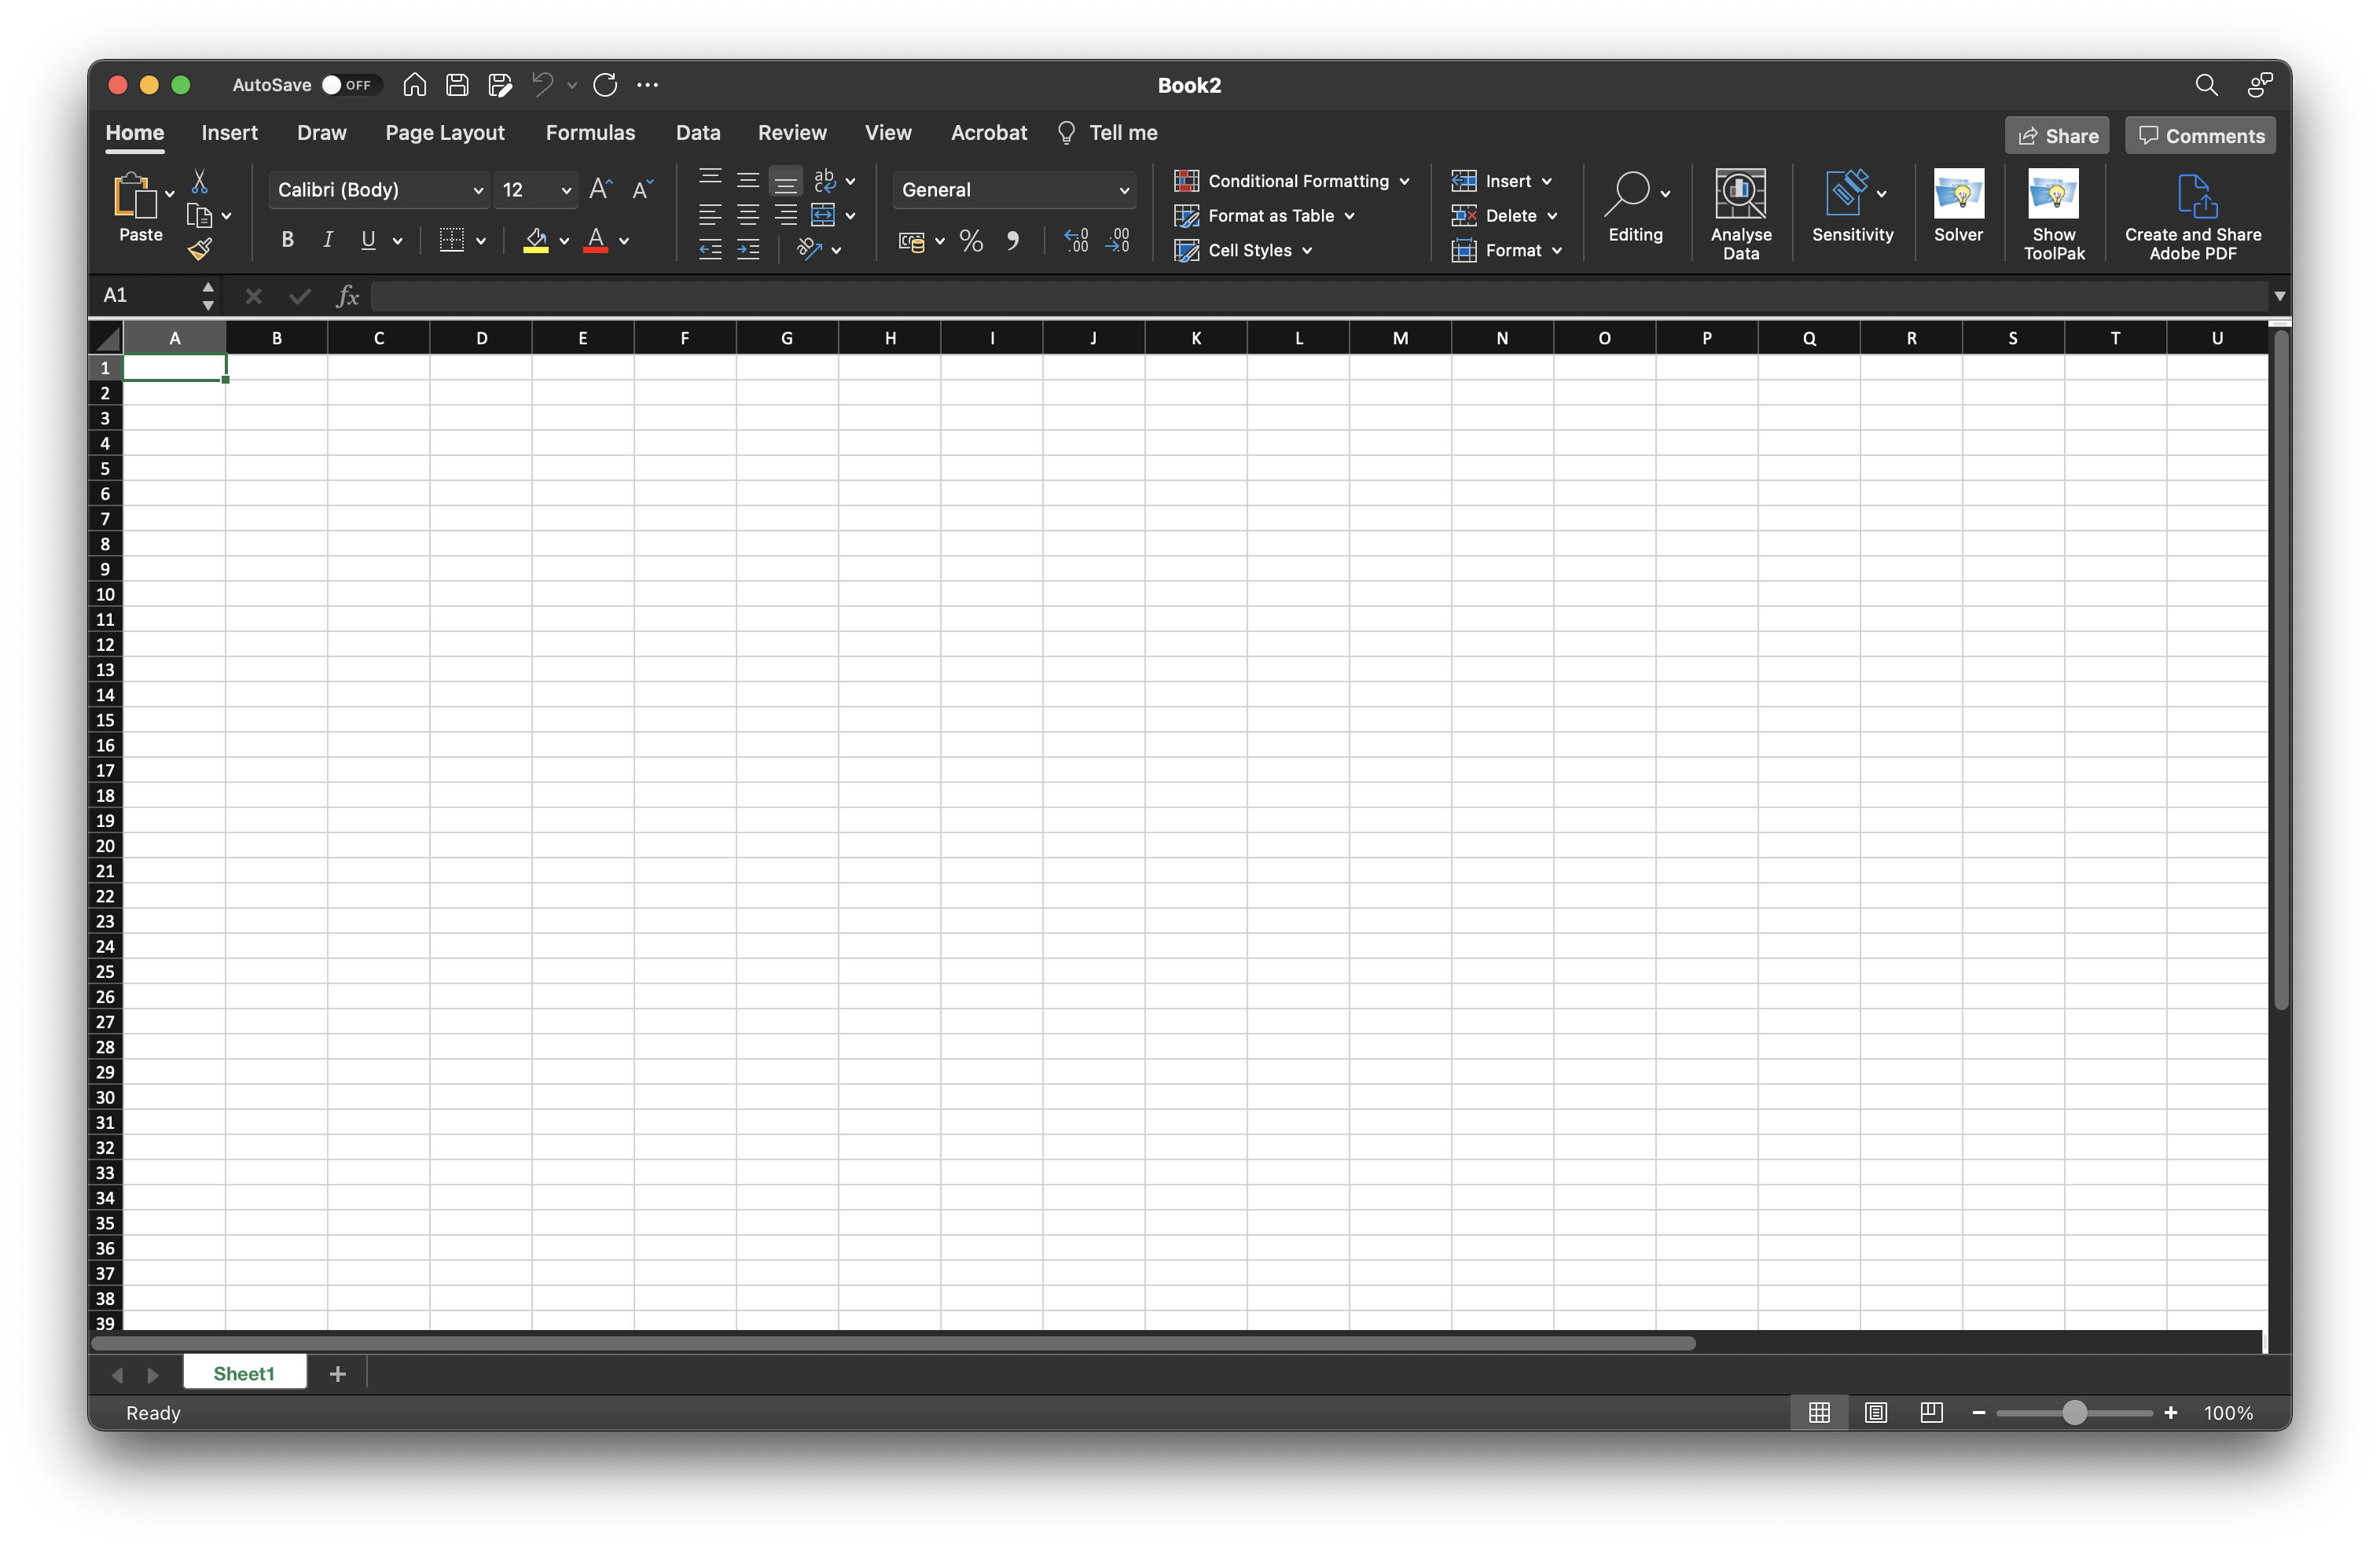 AutoSave OFF
Book2
Home Insert Draw Page Layout Formulas Data Review View Acrobat Tell me Share Comments
Paste
Calibri (Body) 12
B I U
A
ab
General
% 
Conditional Formatting
Format as Table
Cell Styles
Insert
Delete
Format
Editing
Analyse
Data
Sensitivity
Solver
Show
ToolPak
Create and Share
Adobe PDF
A1 fx
A B C D E F G H I J K L M N O P Q R S T U
1
2
3
4
5
6
7
8
9
10
11
12
13
14
15
16
17
18
19
20
21
22
23
24
25
26
27
28
29
30
31
32
33
34
35
36
37
38
39
Sheet1 +
Ready
100%